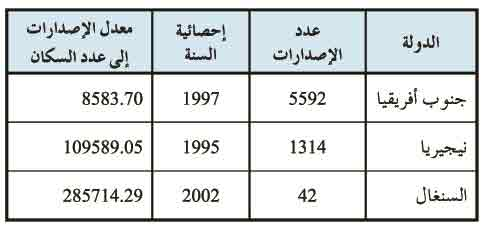 الدولة	عدد الإصدارات	إحصائية السنة	معدل الإصدارات إلى عدد السكان
جنوب أفريقيا	5592	1997	8583.70
نيجيريا	1314	1995	109589.05
السنغال	42	2002	285714.29